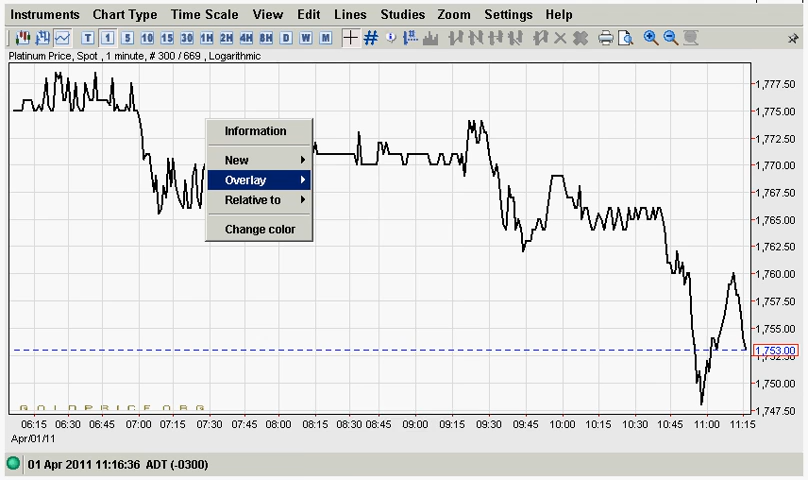 Instruments Chart Type Time Scale View Edit Lines Studies Zoom Settings Help
T 1 5 10 15 30 1H 2H 4H 8H D W M
Platinum Price, Spot , 1 minute, # 300 / 669 , Logarithmic
1,777.50
1,775.00
1,772.50
1,770.00
1,767.50
1,765.00
1,762.50
1,760.00
1,757.50
1,755.00
1,753.00
1,752.50
1,750.00
1,747.50
Information
New
Overlay
Relative to
Change color
GOLDPRICE.ORG
06:15 06:30 06:45 07:00 07:15 07:30 07:45 08:00 08:15 08:30 08:45 09:00 09:15 09:30 09:45 10:00 10:15 10:30 10:45 11:00 11:15
Apr/01/11
01 Apr 2011 11:16:36 ADT (-0300)